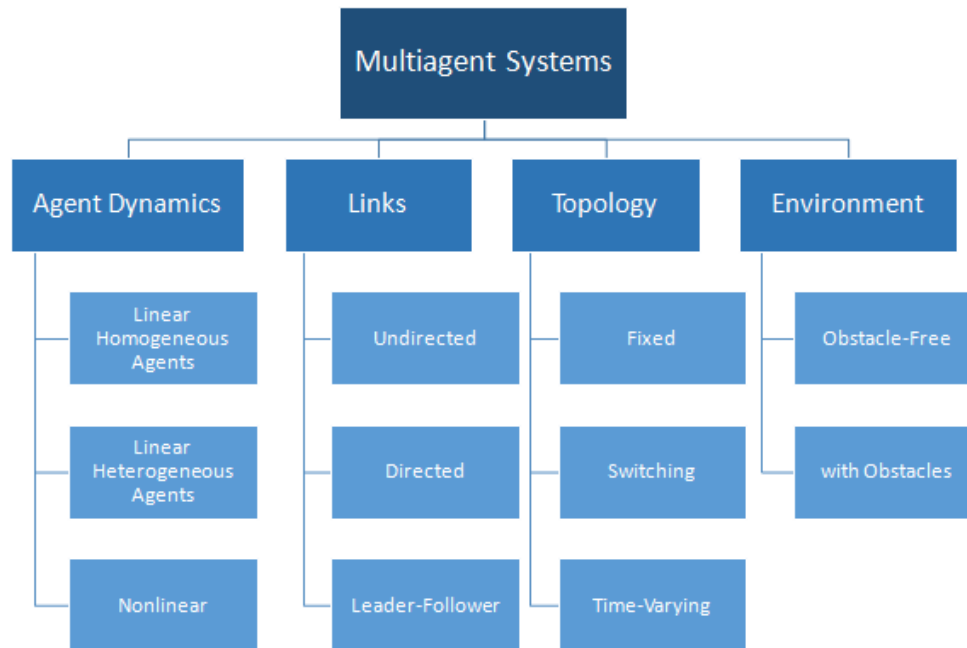 Multiagent Systems
Agent Dynamics
Links
Topology
Environment
Linear
Homogeneous
Agents
Undirected
Fixed
Obstacle-Free
Linear
Heterogeneous
Agents
Directed
Switching
with Obstacles
Nonlinear
Leader-Follower
Time-Varying